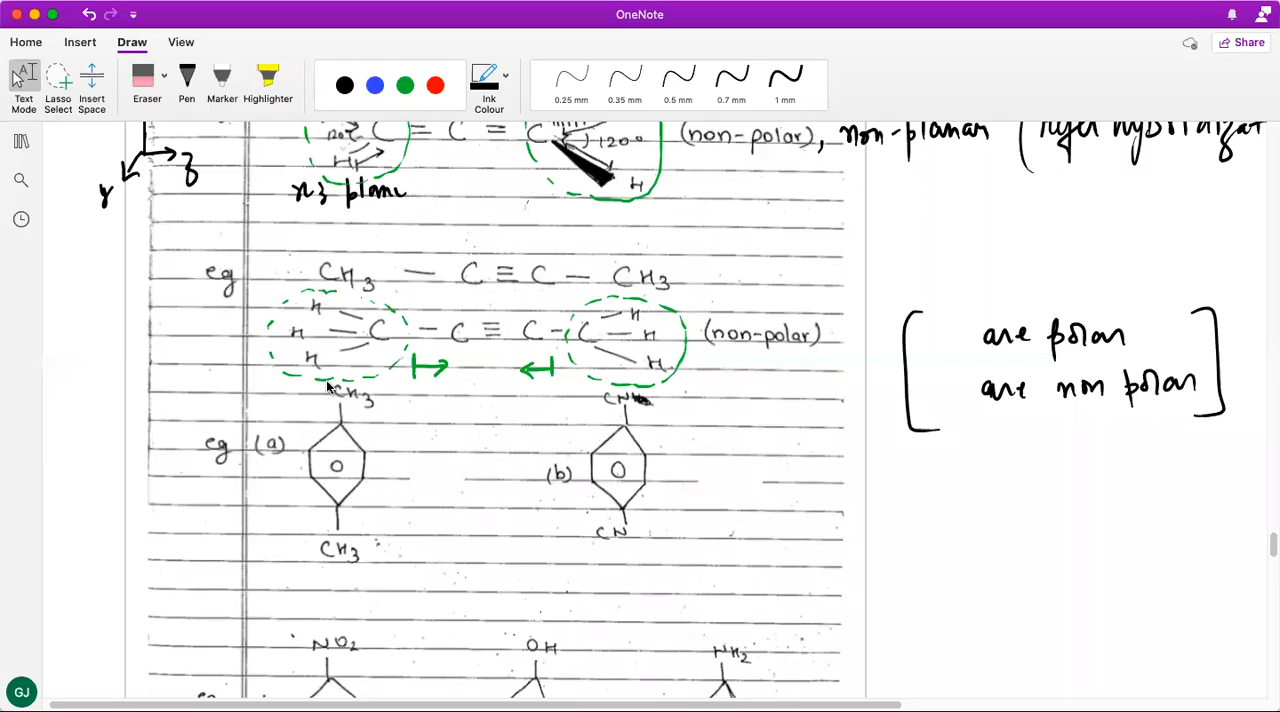 OneNote
Home Insert Draw View
Share
Text Mode
Lasso Select
Insert Space
Eraser
Pen
Marker
Highlighter
Ink Colour
0.25 mm 0.35 mm 0.5 mm 0.7 mm 1 mm
120° C = C = C 120° (non-polar), non-planar (
H H
y z
xz plane
eg CH3 — C ≡ C — CH3
H H
H — C — C ≡ C — C — H (non-polar)
H H
are polar
are non polar
CH3 CN
eg (a) (b)
CH3 CN
NO2 OH NH2
eg
GJ